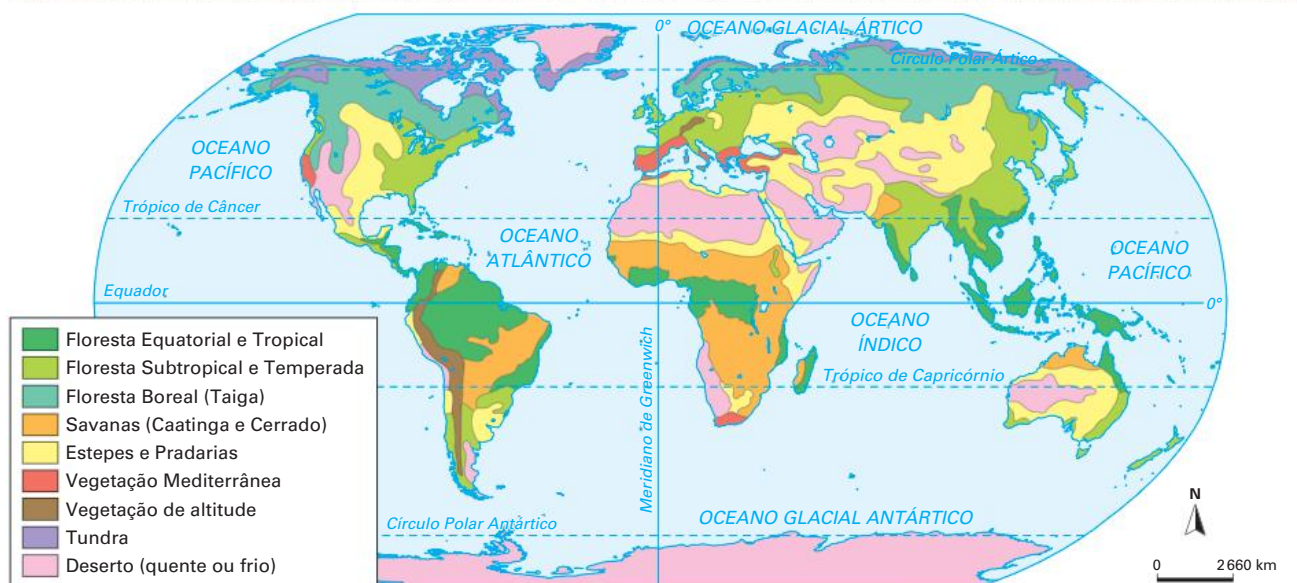 0°
OCEANO GLACIAL ÁRTICO
Círculo Polar Ártico
OCEANO
PACÍFICO
Trópico de Câncer
OCEANO
ATLÂNTICO
OCEANO
PACÍFICO
Equador
0°
OCEANO
ÍNDICO
Meridiano de Greenwich
Trópico de Capricórnio
Floresta Equatorial e Tropical
Floresta Subtropical e Temperada
Floresta Boreal (Taiga)
Savanas (Caatinga e Cerrado)
Estepes e Pradarias
Vegetação Mediterrânea
Vegetação de altitude
Tundra
Deserto (quente ou frio)
Círculo Polar Antártico
OCEANO GLACIAL ANTÁRTICO
N
0 2 660 km